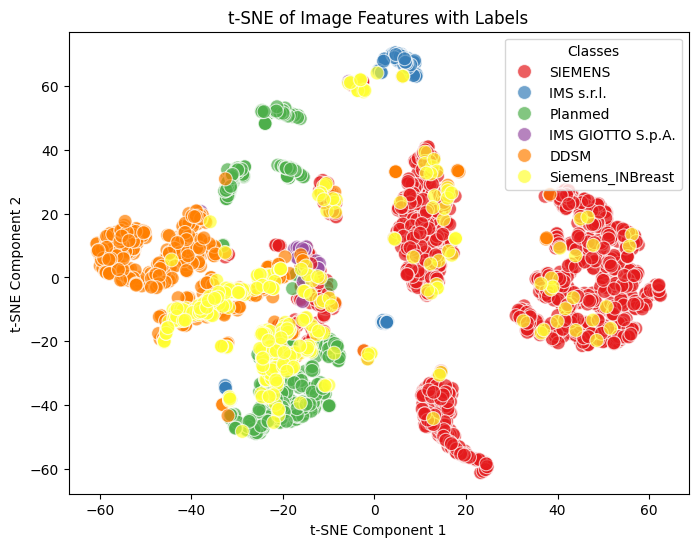 t-SNE of Image Features with Labels
Classes
SIEMENS
IMS s.r.l.
Planmed
IMS GIOTTO S.p.A.
DDSM
Siemens_INBreast
t-SNE Component 2
60
40
20
0
−20
−40
−60
−60 −40 −20 0 20 40 60
t-SNE Component 1